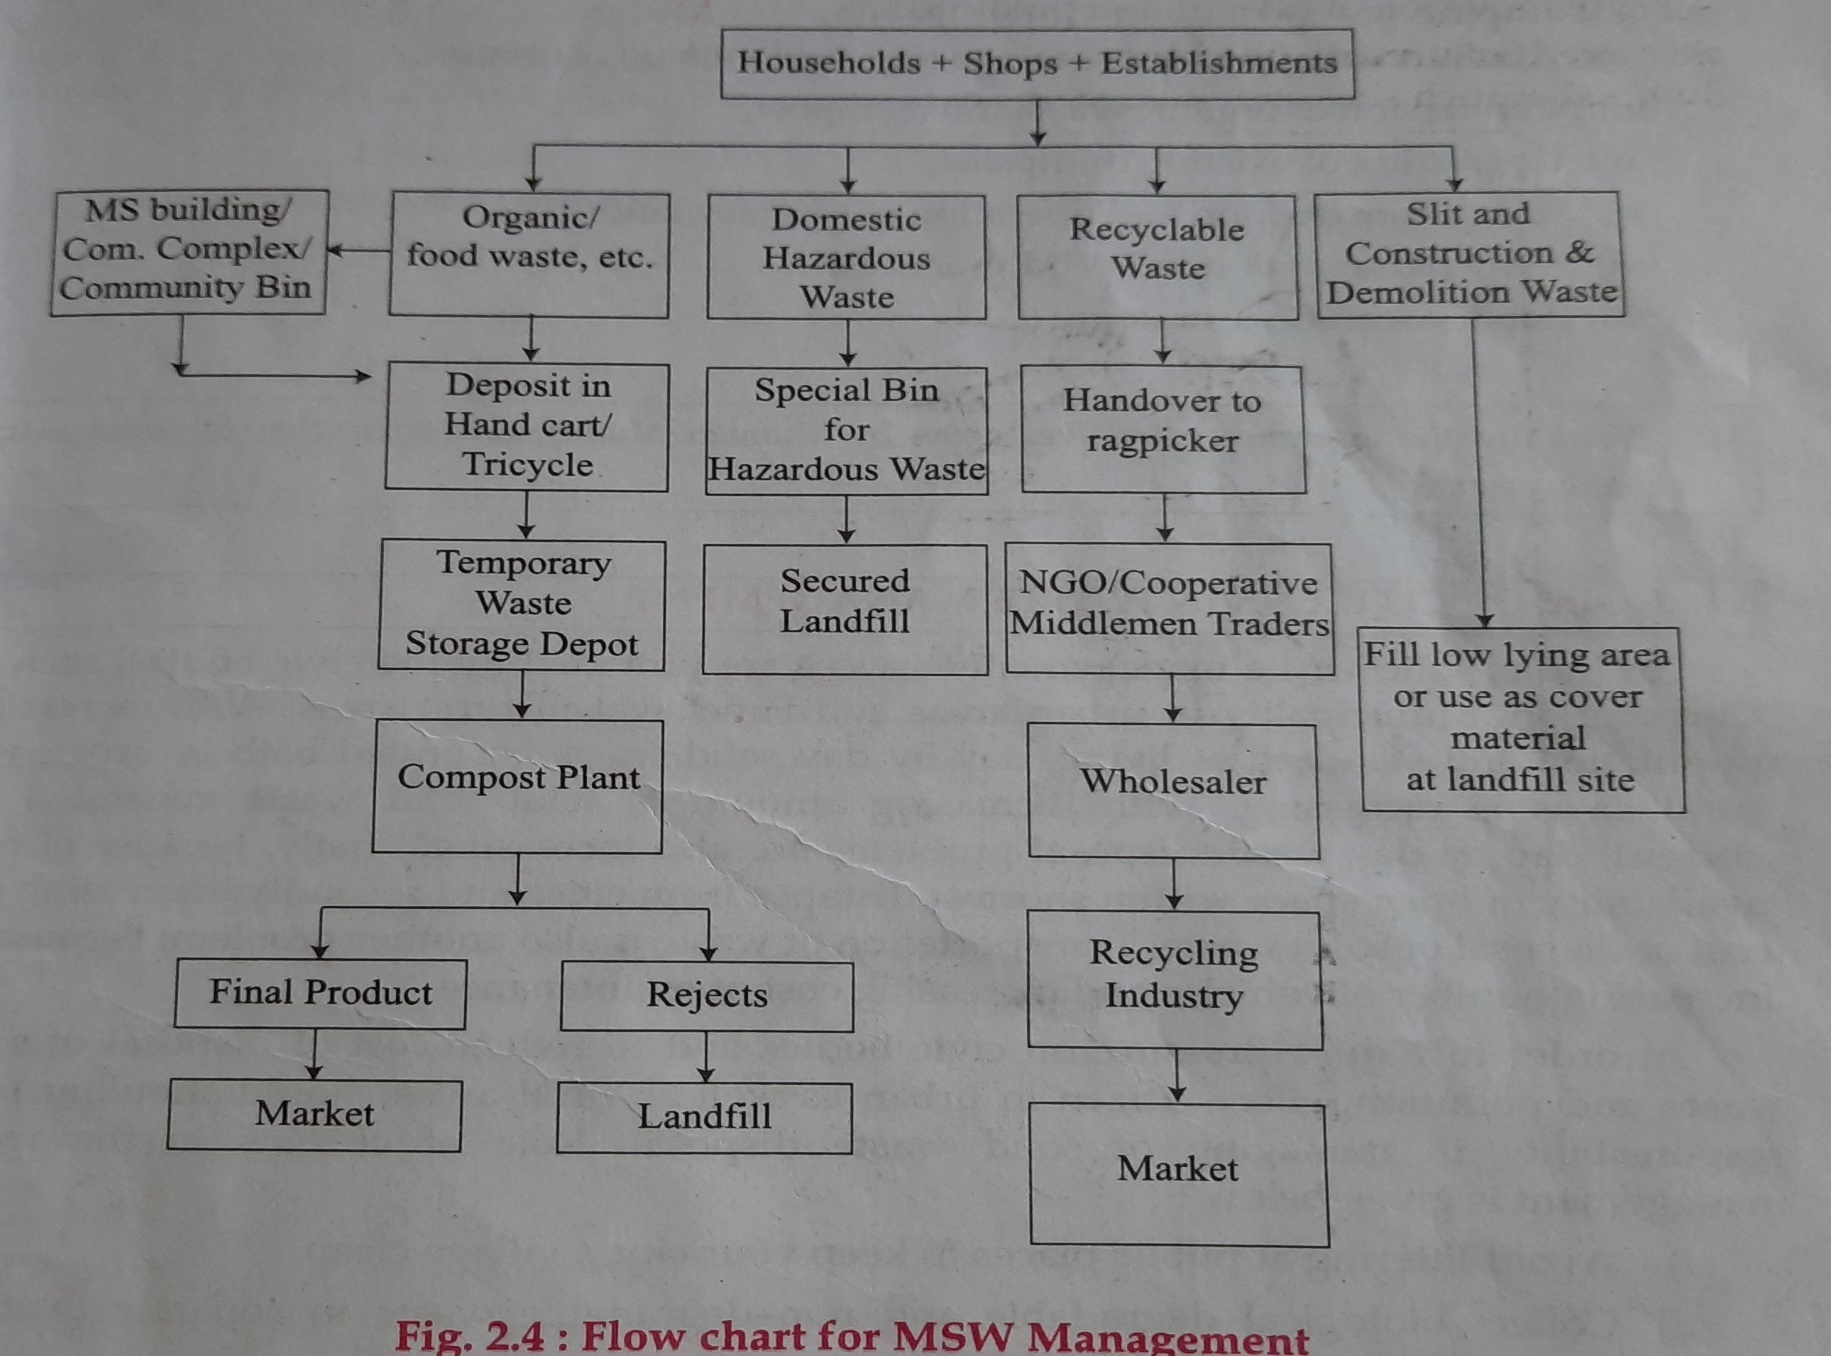 Households + Shops + Establishments
MS building/
Com. Complex/
Community Bin
Organic/
food waste, etc.
Domestic
Hazardous
Waste
Recyclable
Waste
Slit and
Construction &
Demolition Waste
Deposit in
Hand cart/
Tricycle
Special Bin
for
Hazardous Waste
Handover to
ragpicker
Temporary
Waste
Storage Depot
Secured
Landfill
NGO/Cooperative
Middlemen Traders
Fill low lying area
or use as cover
material
at landfill site
Compost Plant
Wholesaler
Final Product
Rejects
Recycling
Industry
Market
Landfill
Market
Fig. 2.4 : Flow chart for MSW Management